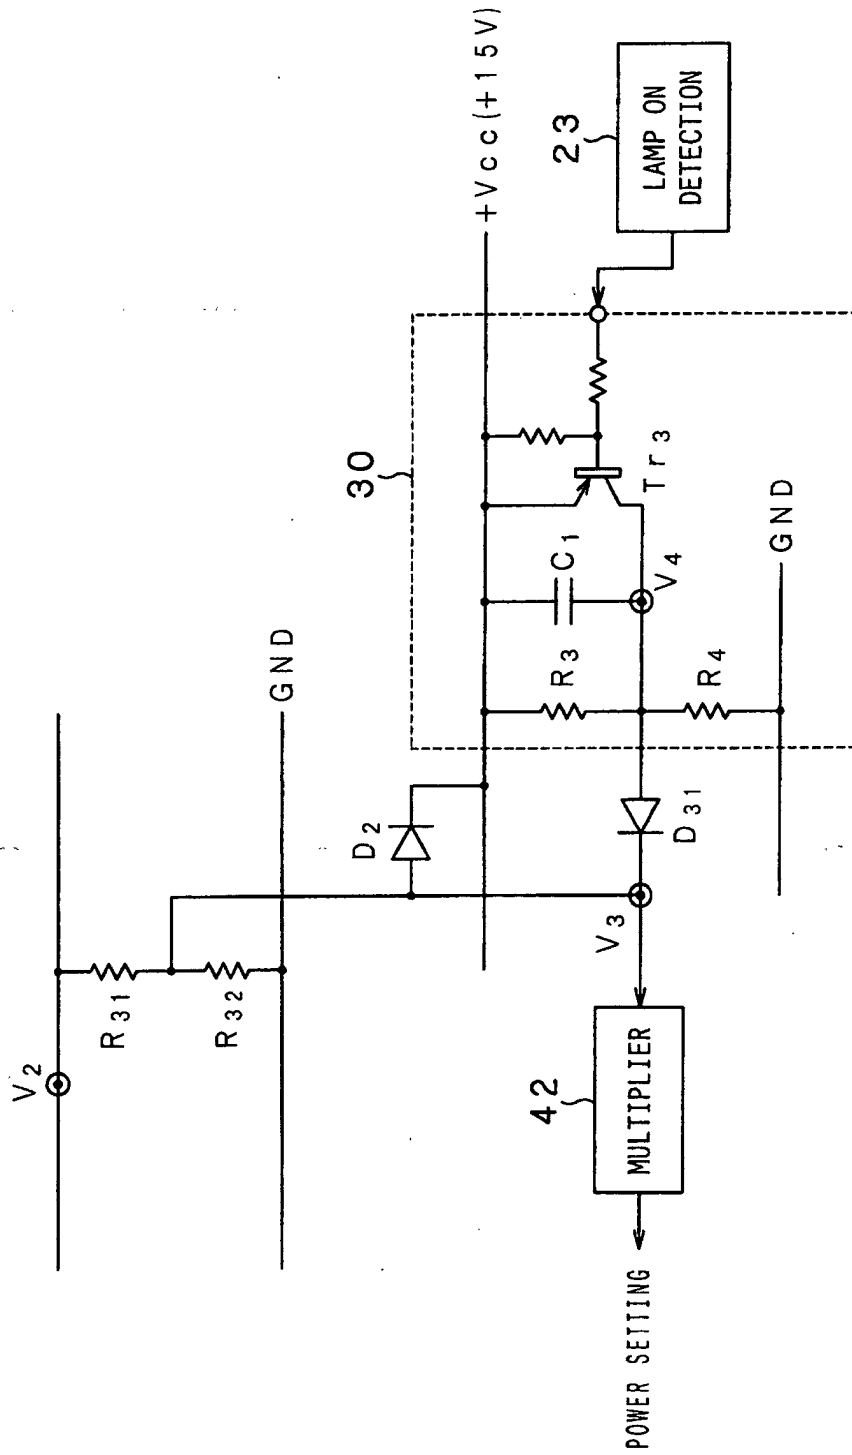 V2
R31
R32
GND
D2
+Vcc(+15V)
30
23
LAMP ON
DETECTION
Tr3
C1
V4
R3
R4
GND
D31
V3
42
MULTIPLIER
POWER SETTING